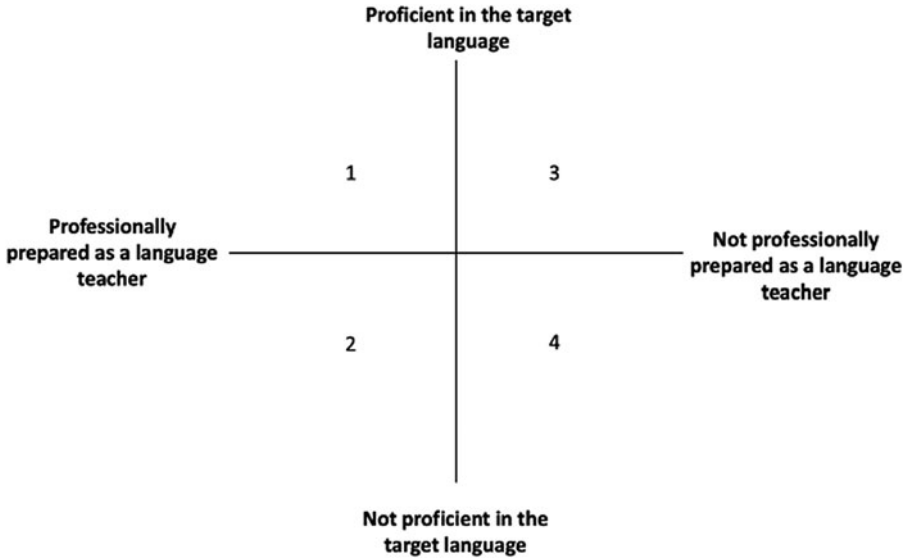 Proficient in the target
language
1
3
Professionally
prepared as a language
teacher
Not professionally
prepared as a language
teacher
2
4
Not proficient in the
target language